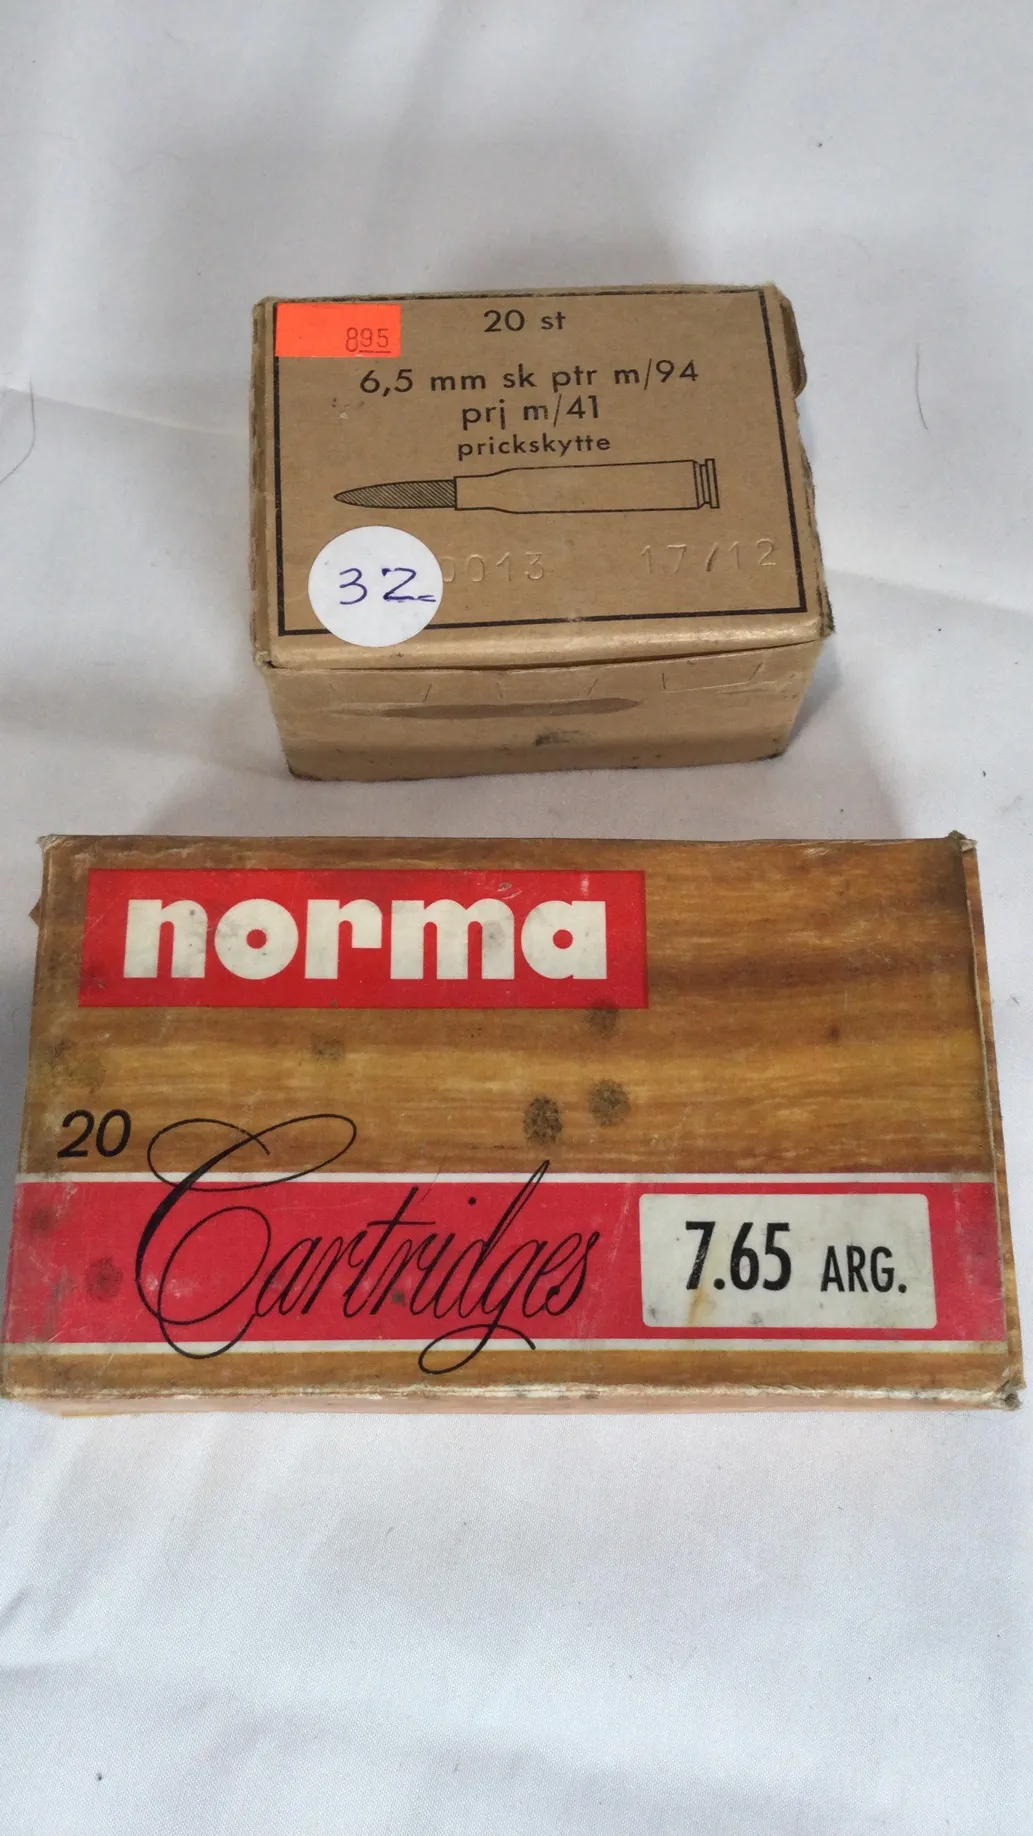 895
20 st
6,5 mm sk ptr m/94
prj m/41
prickskytte
0013 17/12
32
norma
20 Cartridges
7.65 ARG.